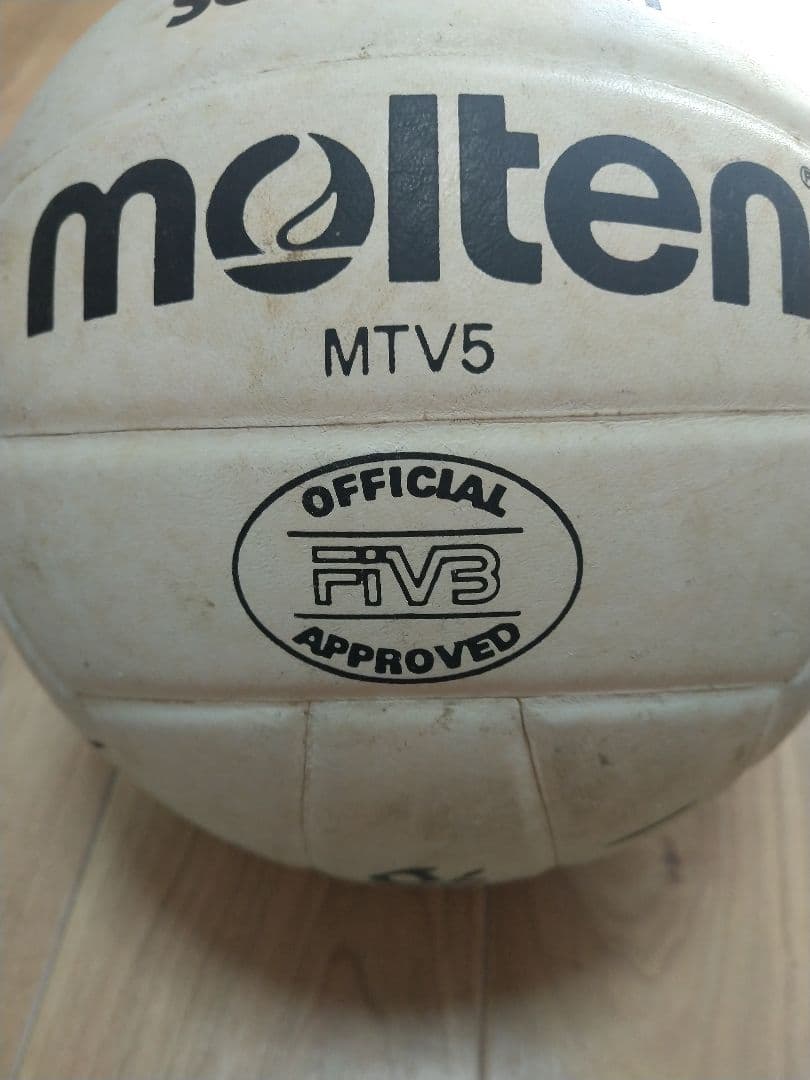 molten
MTV5
OFFICIAL
FiVB
APPROVED